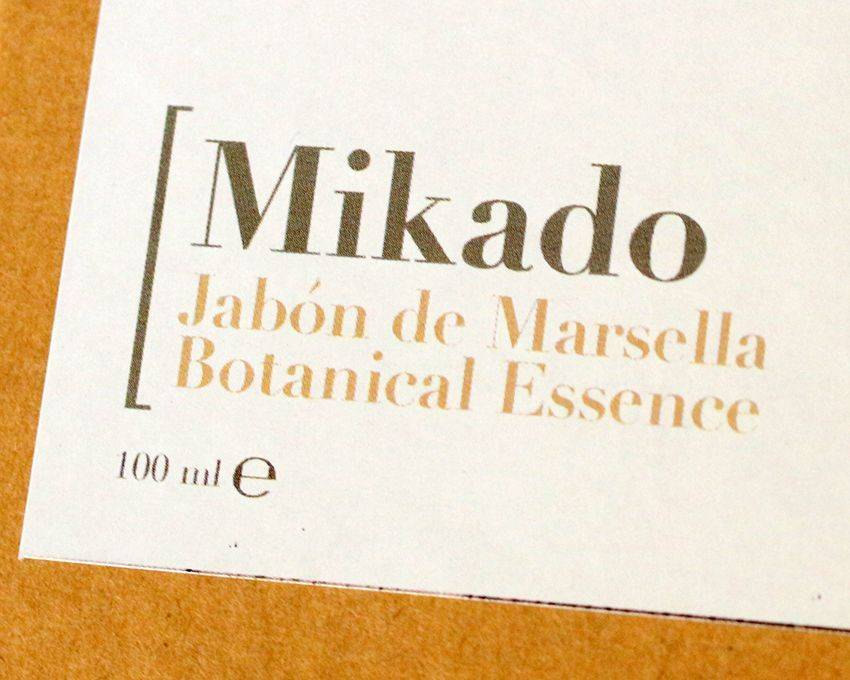 Mikado
Jabón de Marsella
Botanical Essence
100 ml ℮